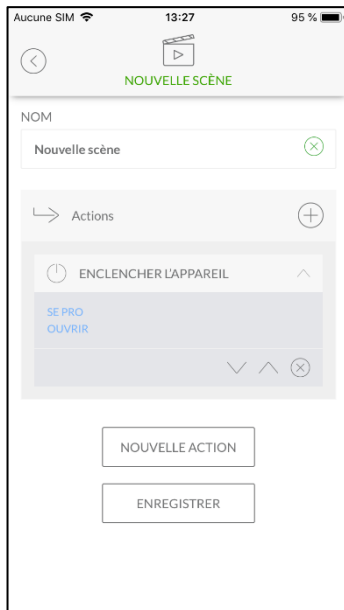 Aucune SIM 13:27 95 %
NOUVELLE SCÈNE
NOM
Nouvelle scène
Actions
ENCLENCHER L'APPAREIL
SE PRO
OUVRIR
NOUVELLE ACTION
ENREGISTRER